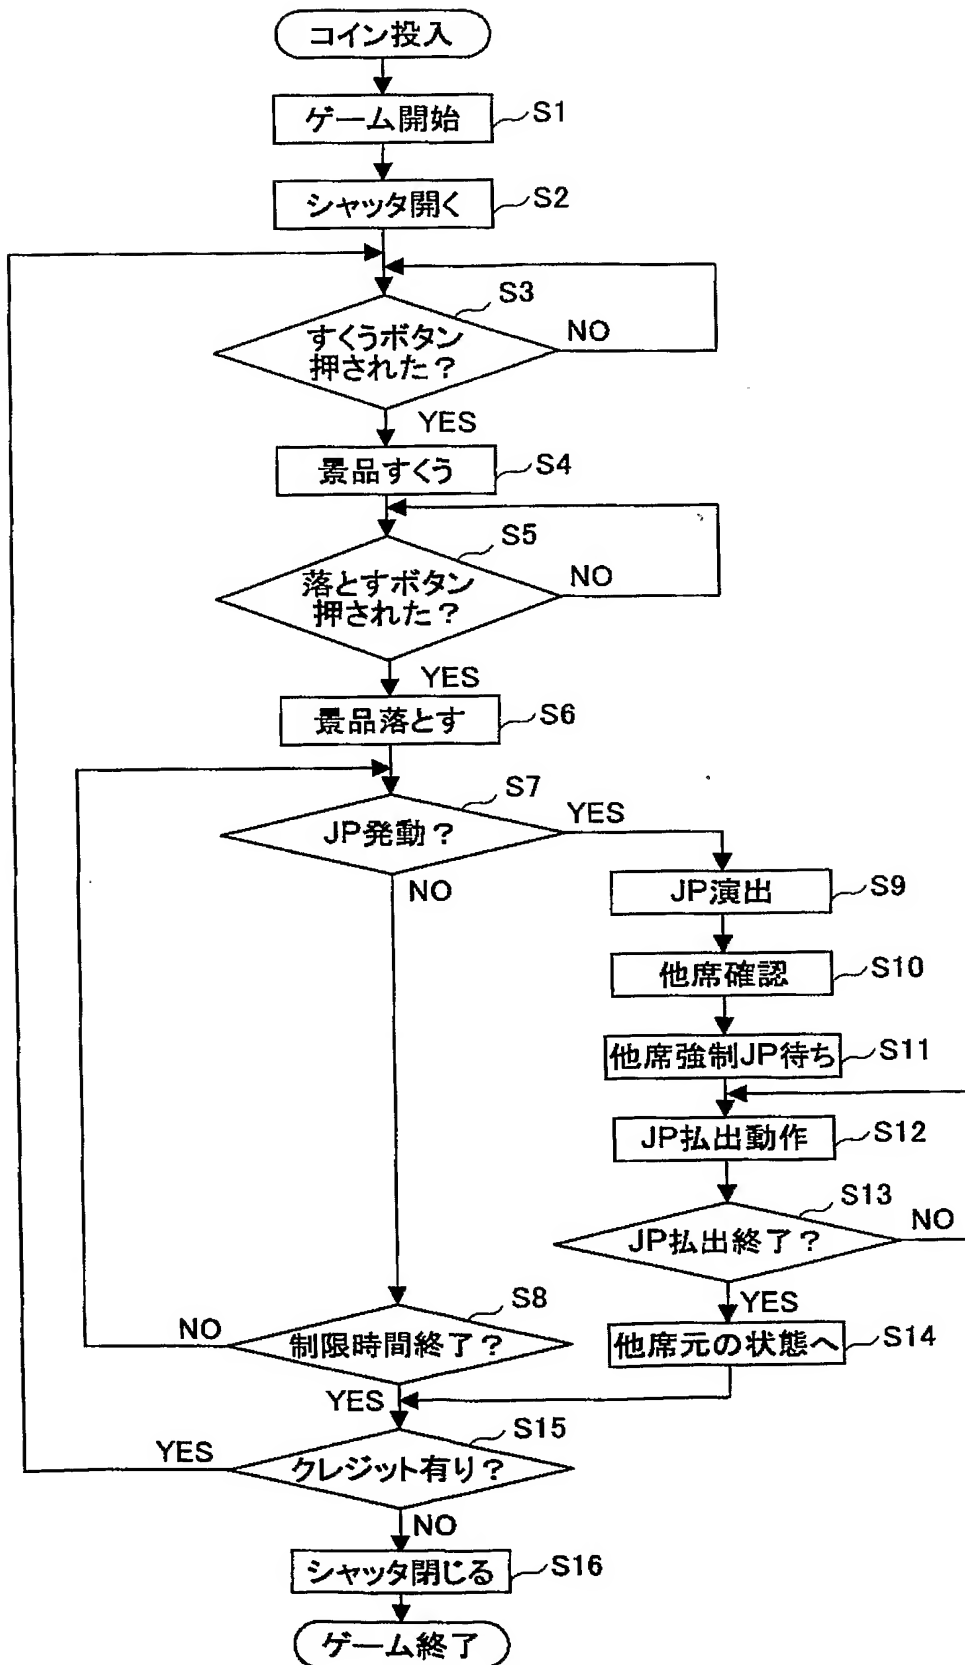 コイン投入
ゲーム開始
S1
シャッタ開く
S2
S3
すくうボタン
押された？
NO
YES
景品すくう
S4
S5
落とすボタン
押された？
NO
YES
景品落とす
S6
S7
JP発動？
YES
NO
JP演出
S9
他席確認
S10
他席強制JP待ち
S11
JP払出動作
S12
S13
JP払出終了？
NO
YES
S8
制限時間終了？
NO
YES
他席元の状態へ
S14
S15
クレジット有り？
YES
NO
シャッタ閉じる
S16
ゲーム終了